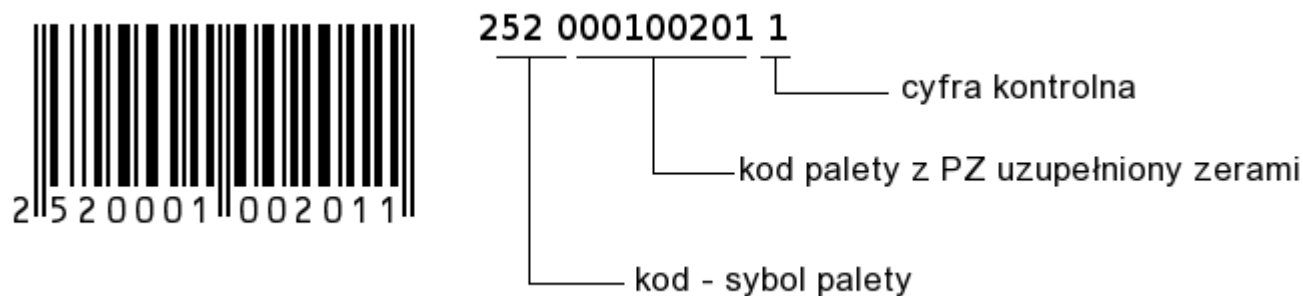 252 000100201 1
cyfra kontrolna
kod palety z PZ uzupełniony zerami
2 520001 002011
kod - sybol palety